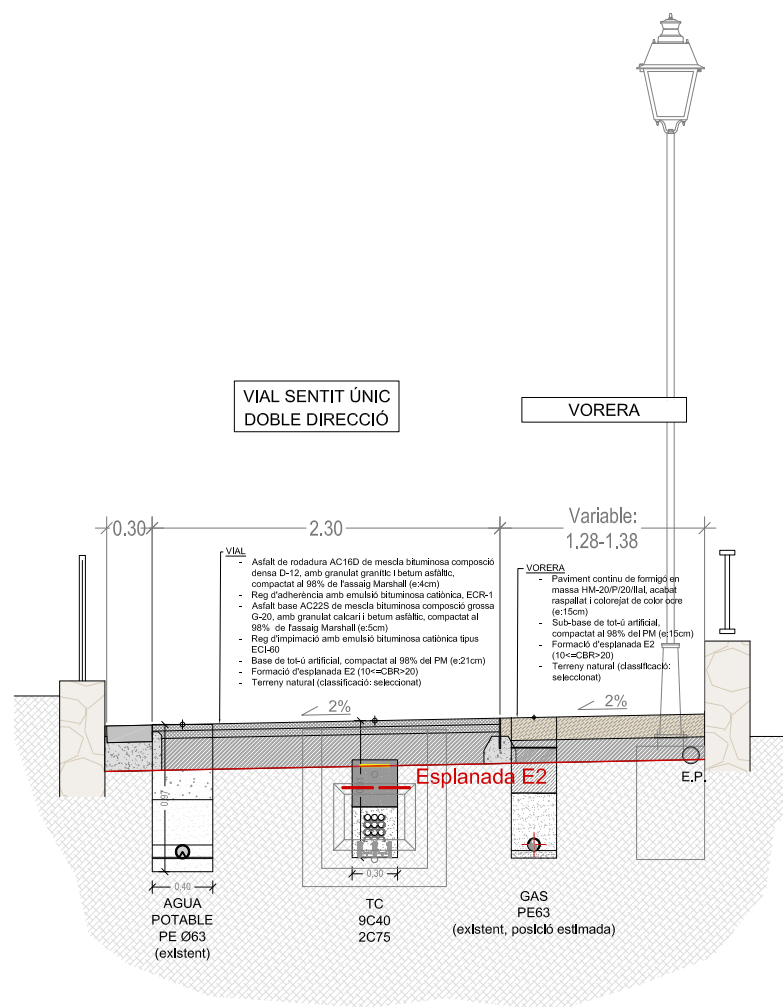 VIAL SENTIT ÚNIC
DOBLE DIRECCIÓ
VORERA
0.30
2.30
Variable:
1,28-1,38
VIAL
- Asfalt de rodadura AC16D de mescla bituminosa composció
densa D-12, amb granulat granític i betum asfàltic,
compactat al 98% de l'assaig Marshall (e:4cm)
- Reg d'adherència amb emulsió bituminosa catiònica, ECR-1
- Asfalt base AC22S de mescla bituminosa composció grossa
G-20, amb granulat calcari i betum asfàltic, compactat al
98% de l'assaig Marshall (e:5cm)
- Reg d'imprimació amb emulsió bituminosa catiònica tipus
ECI-60
- Base de tot-ú artificial, compactat al 98% del PM (e:21cm)
- Formació d'esplanada E2 (10<=CBR>20)
- Terreny natural (classificació: seleccionat)
VORERA
- Paviment continu de formigó en
massa HM-20/P/20/IIaI, acabat
raspallat i colorejat de color ocre
(e:15cm)
- Sub-base de tot-ú artificial,
compactat al 98% del PM (e:15cm)
- Formació d'esplanada E2
(10<=CBR>20)
- Terreny natural (classificació:
seleccionat)
2%
2%
Esplanada E2
E.P.
0,97
0,40
0,30
AGUA
POTABLE
PE Ø63
(existent)
TC
9C40
2C75
GAS
PE63
(existent, posició estimada)